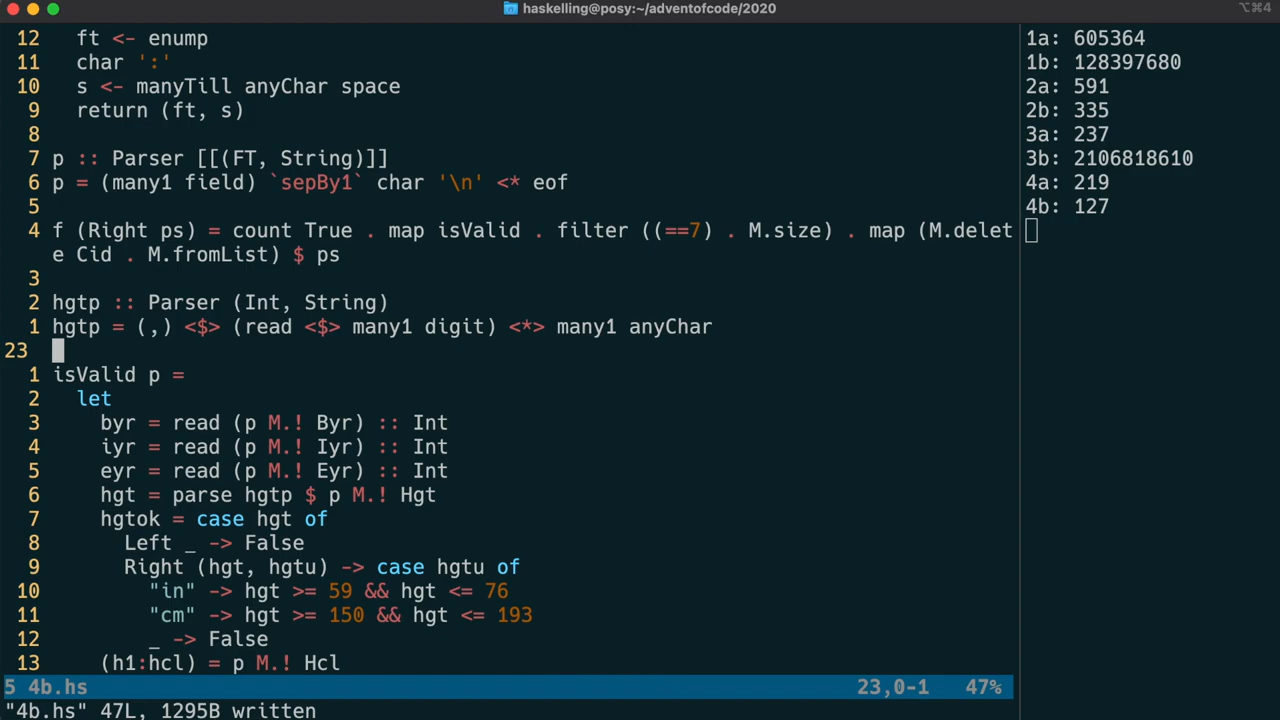 haskelling@posy:~/adventofcode/2020
⌥⌘4
12 ft <- enump
11 char ':'
10 s <- manyTill anyChar space
9 return (ft, s)
8
7 p :: Parser [[(FT, String)]]
6 p = (many1 field) `sepBy1` char '\n' <* eof
5
4 f (Right ps) = count True . map isValid . filter ((==7) . M.size) . map (M.delet
e Cid . M.fromList) $ ps
3
2 hgtp :: Parser (Int, String)
1 hgtp = (,) <$> (read <$> many1 digit) <*> many1 anyChar
23
1 isValid p =
2 let
3 byr = read (p M.! Byr) :: Int
4 iyr = read (p M.! Iyr) :: Int
5 eyr = read (p M.! Eyr) :: Int
6 hgt = parse hgtp $ p M.! Hgt
7 hgtok = case hgt of
8 Left _ -> False
9 Right (hgt, hgtu) -> case hgtu of
10 "in" -> hgt >= 59 && hgt <= 76
11 "cm" -> hgt >= 150 && hgt <= 193
12 _ -> False
13 (h1:hcl) = p M.! Hcl
5 4b.hs 23,0-1 47%
"4b.hs" 47L, 1295B written
1a: 605364
1b: 128397680
2a: 591
2b: 335
3a: 237
3b: 2106818610
4a: 219
4b: 127